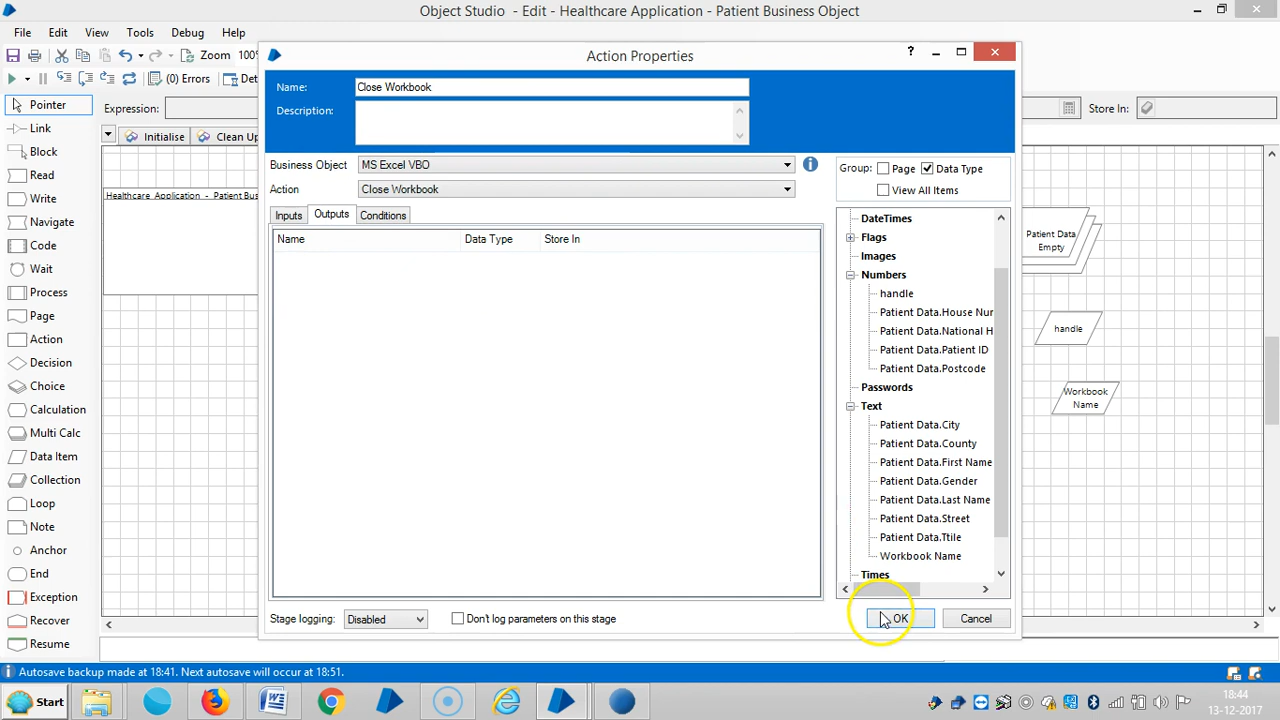 Object Studio - Edit - Healthcare Application - Patient Business Object
File Edit View Tools Debug Help
Zoom 100%
(0) Errors
Expression:
Store In:
Pointer
Link
Block
Read
Write
Navigate
Code
Wait
Process
Page
Action
Decision
Choice
Calculation
Multi Calc
Data Item
Collection
Loop
Note
Anchor
End
Exception
Recover
Resume
Initialise
Clean Up
Healthcare Application - Patient Bus
Action Properties
?
Name: Close Workbook
Description:
Business Object MS Excel VBO
Action Close Workbook
Inputs Outputs Conditions
Name Data Type Store In
Group: Page Data Type
View All Items
DateTimes
Flags
Images
Numbers
handle
Patient Data.House Nur
Patient Data.National H
Patient Data.Patient ID
Patient Data.Postcode
Passwords
Text
Patient Data.City
Patient Data.County
Patient Data.First Name
Patient Data.Gender
Patient Data.Last Name
Patient Data.Street
Patient Data.Ttile
Workbook Name
Times
Stage logging: Disabled
Don't log parameters on this stage
OK Cancel
Patient Data
Empty
handle
Workbook
Name
Autosave backup made at 18:41. Next autosave will occur at 18:51.
Start
18:44
13-12-2017